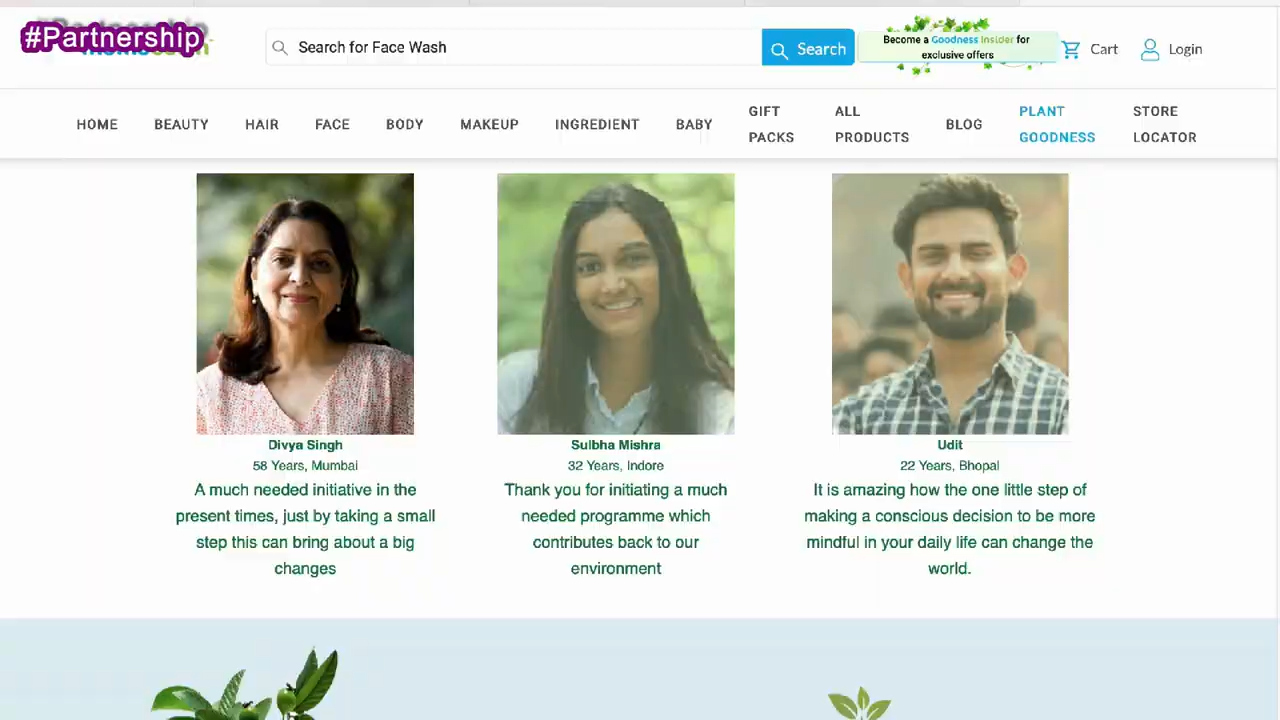 #Partnership
Search for Face Wash
Search
Become a Goodness Insider for
exclusive offers
Cart
Login
HOME
BEAUTY
HAIR
FACE
BODY
MAKEUP
INGREDIENT
BABY
GIFT
PACKS
ALL
PRODUCTS
BLOG
PLANT
GOODNESS
STORE
LOCATOR
Divya Singh
58 Years, Mumbai
A much needed initiative in the
present times, just by taking a small
step this can bring about a big
changes
Sulbha Mishra
32 Years, Indore
Thank you for initiating a much
needed programme which
contributes back to our
environment
Udit
22 Years, Bhopal
It is amazing how the one little step of
making a conscious decision to be more
mindful in your daily life can change the
world.